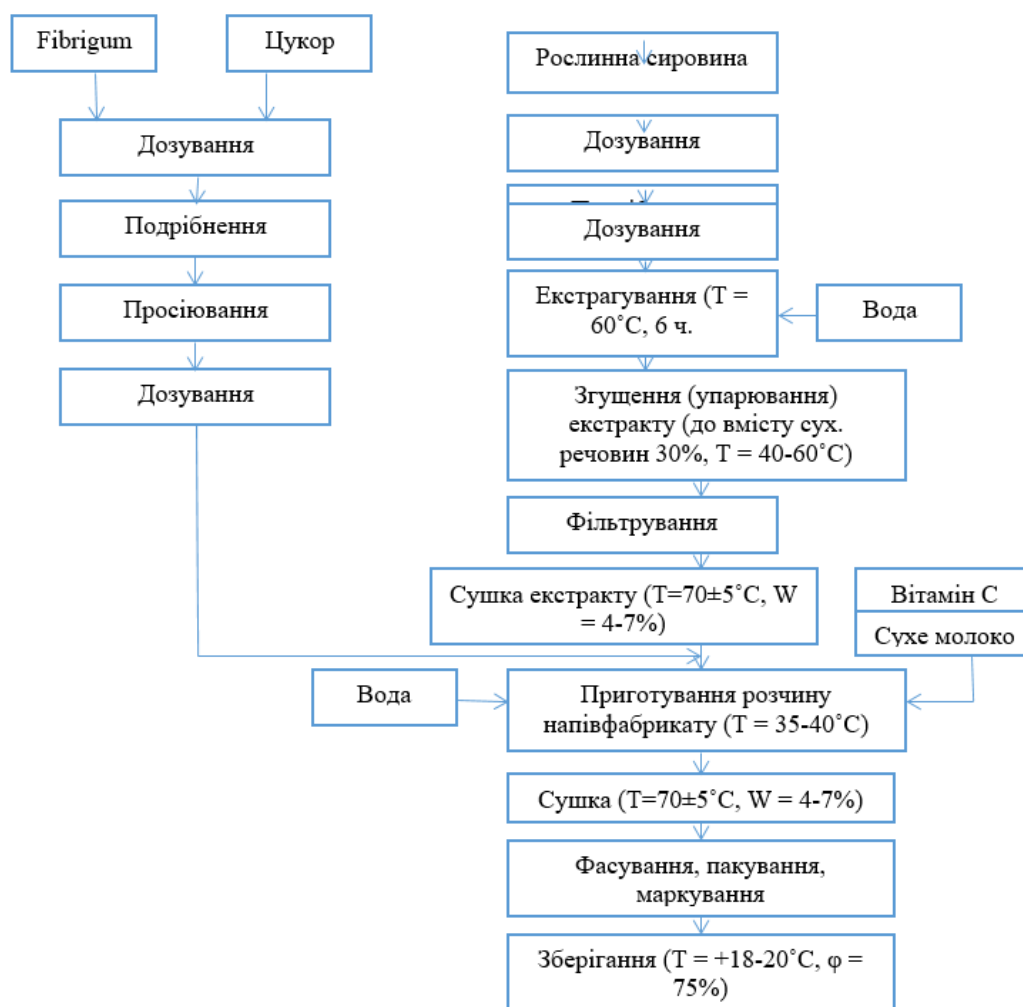 Fibrigum
Цукор
Дозування
Подрібнення
Просіювання
Дозування
Рослинна сировина
Дозування
Дозування
Екстрагування (Т =
60˚С, 6 ч.
Вода
Згущення (упарювання)
екстракту (до вмісту сух.
речовин 30%, Т = 40-60˚С)
Фільтрування
Сушка екстракту (Т=70±5˚С, W
= 4-7%)
Вітамін С
Сухе молоко
Вода
Приготування розчину
напівфабрикату (Т = 35-40˚С)
Сушка (Т=70±5˚С, W = 4-7%)
Фасування, пакування,
маркування
Зберігання (Т = +18-20˚С, φ =
75%)